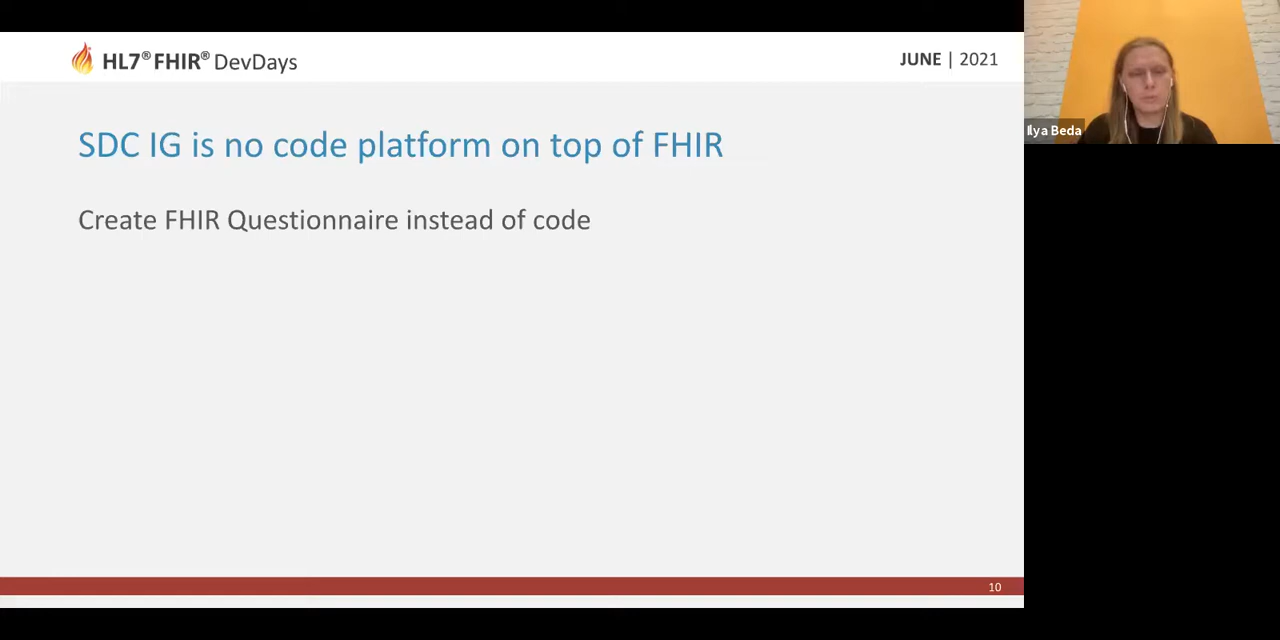 HL7® FHIR® DevDays
JUNE | 2021
Ilya Beda
SDC IG is no code platform on top of FHIR
Create FHIR Questionnaire instead of code
10